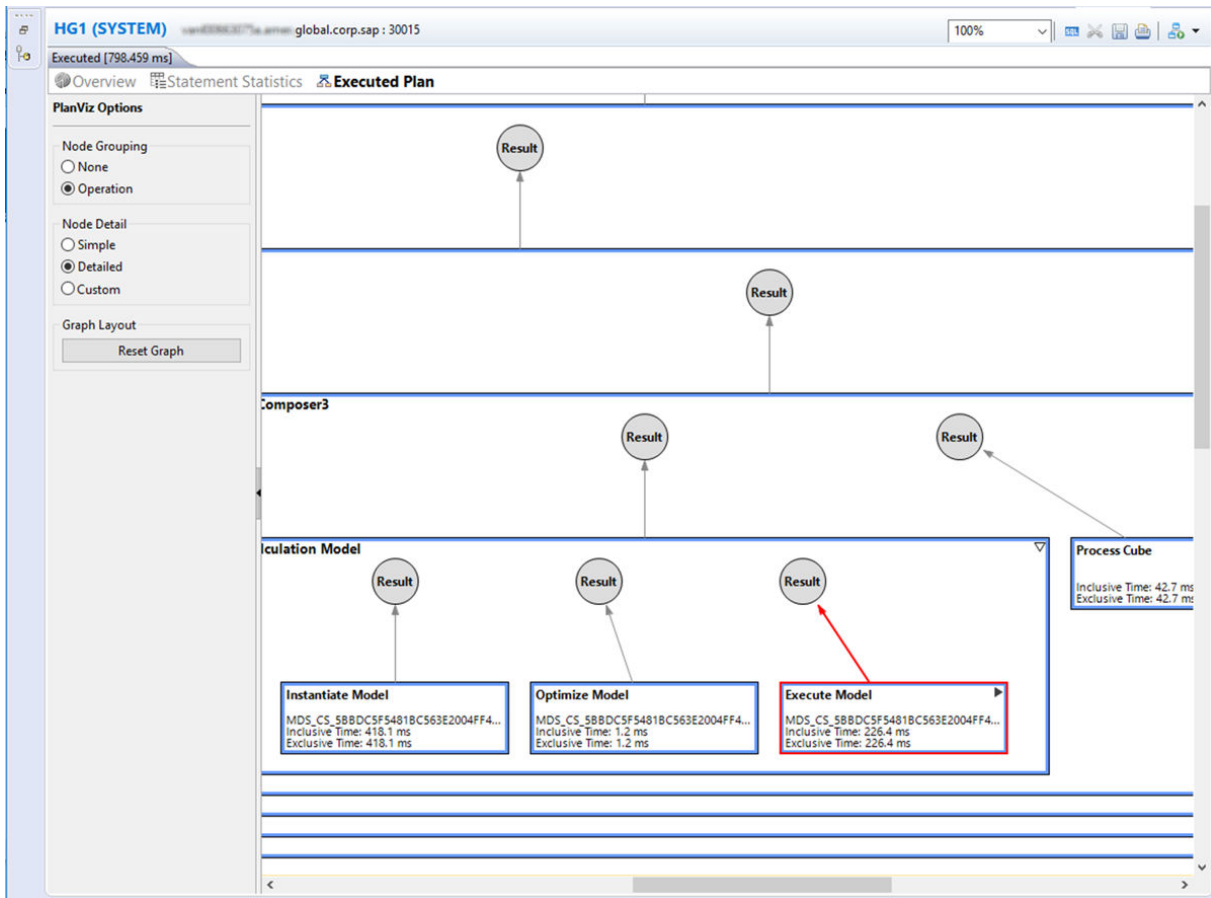 HG1 (SYSTEM) global.corp.sap : 30015
100%
SQL
Executed [798.459 ms]
Overview Statement Statistics Executed Plan
PlanViz Options
Node Grouping
None
Operation
Node Detail
Simple
Detailed
Custom
Graph Layout
Reset Graph
Result
Result
Composer3
Result
Result
lculation Model
Result
Result
Result
Process Cube
Inclusive Time: 42.7 ms
Exclusive Time: 42.7 ms
Instantiate Model
MDS_CS_5BBDC5F5481BC563E2004FF4...
Inclusive Time: 418.1 ms
Exclusive Time: 418.1 ms
Optimize Model
MDS_CS_5BBDC5F5481BC563E2004FF4...
Inclusive Time: 1.2 ms
Exclusive Time: 1.2 ms
Execute Model
MDS_CS_5BBDC5F5481BC563E2004FF4...
Inclusive Time: 226.4 ms
Exclusive Time: 226.4 ms